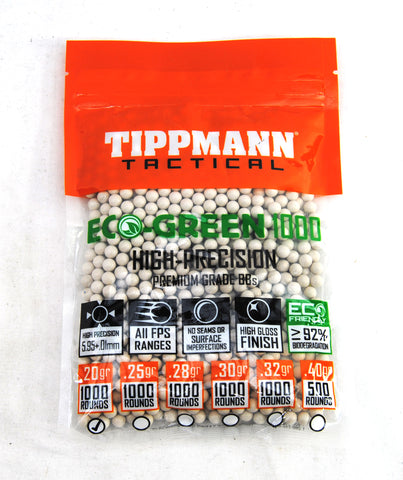 TIPPMANN
TACTICAL
ECO-GREEN 1000
HIGH-PRECISION
PREMIUM GRADE BBs
HIGH PRECISION
5.95±.01mm
All FPS
RANGES
NO SEAMS OR
SURFACE
IMPERFECTIONS
HIGH GLOSS
FINISH
ECO
FRIENDLY
≥ 92%
BIODEGRADATION
.20gr
1000
ROUNDS
.25gr
1000
ROUNDS
.28gr
1000
ROUNDS
.30gr
1000
ROUNDS
.32gr
1000
ROUNDS
.40gr
500
ROUNDS